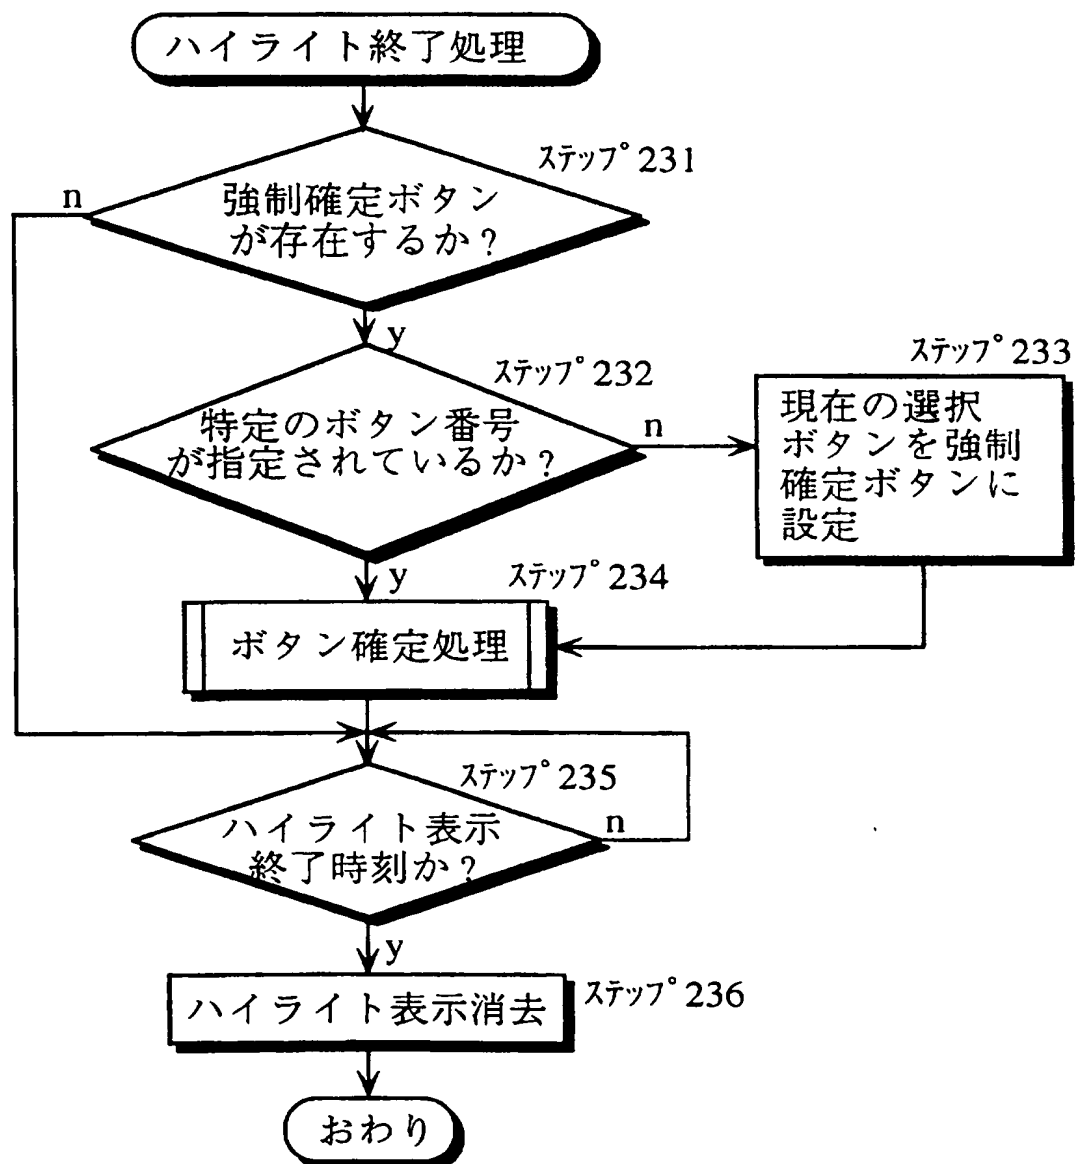 ハイライト終了処理
ステップ231
n
強制確定ボタン
が存在するか?
y
ステップ232
特定のボタン番号
が指定されているか?
n
ステップ233
現在の選択
ボタンを強制
確定ボタンに
設定
y
ステップ234
ボタン確定処理
ステップ235
ハイライト表示
終了時刻か?
n
y
ハイライト表示消去
ステップ236
おわり